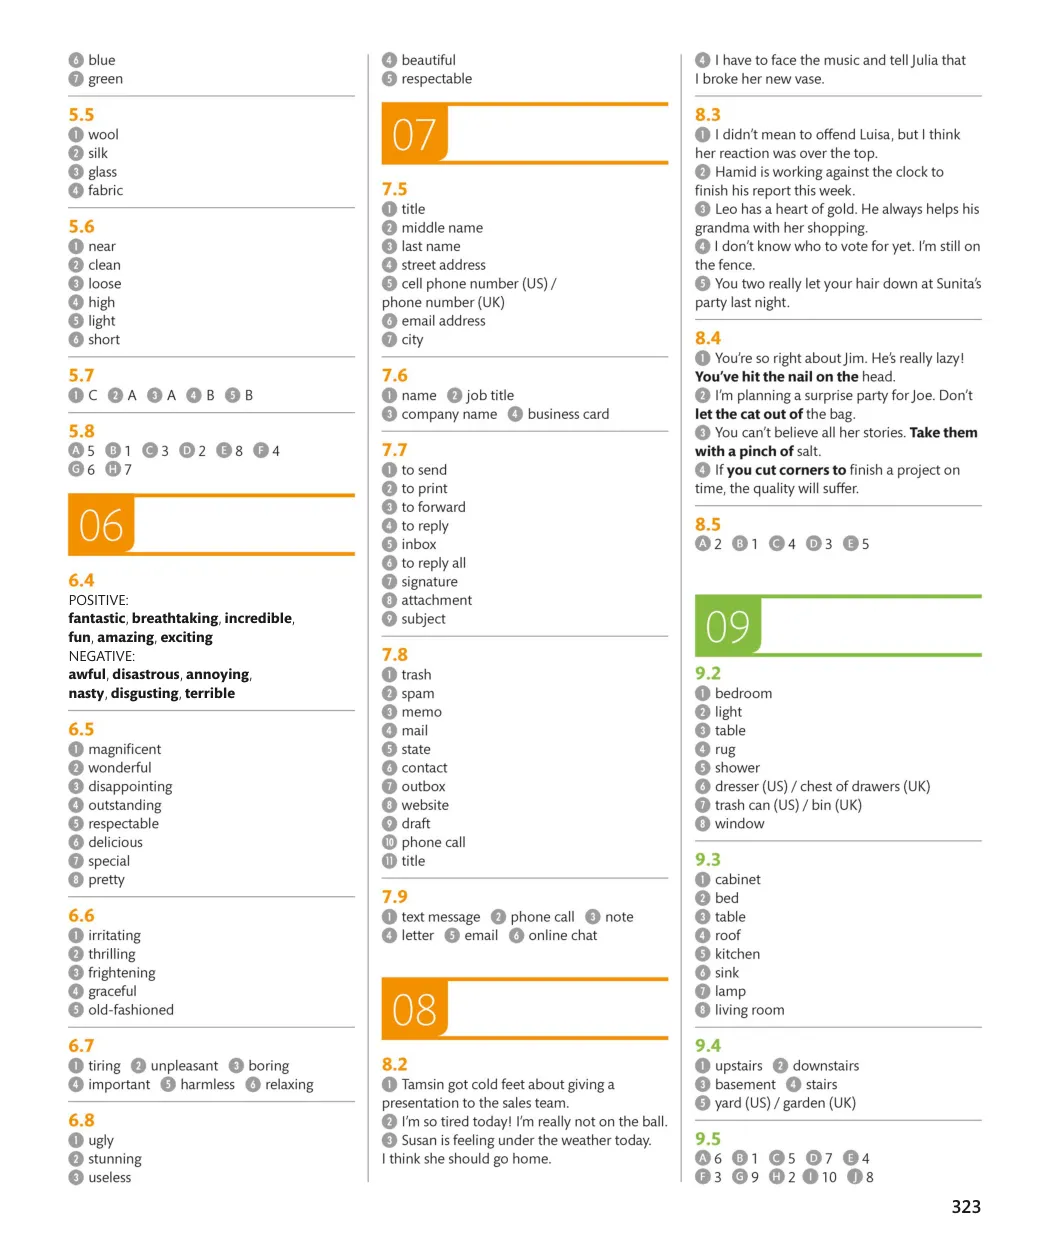 6 blue
7 green
5.5
1 wool
2 silk
3 glass
4 fabric
5.6
1 near
2 clean
3 loose
4 high
5 light
6 short
5.7
1 C 2 A 3 A 4 B 5 B
5.8
A 5 B 1 C 3 D 2 E 8 F 4
G 6 H 7
06
6.4
POSITIVE:
fantastic, breathtaking, incredible,
fun, amazing, exciting
NEGATIVE:
awful, disastrous, annoying,
nasty, disgusting, terrible
6.5
1 magnificent
2 wonderful
3 disappointing
4 outstanding
5 respectable
6 delicious
7 special
8 pretty
6.6
1 irritating
2 thrilling
3 frightening
4 graceful
5 old-fashioned
6.7
1 tiring 2 unpleasant 3 boring
4 important 5 harmless 6 relaxing
6.8
1 ugly
2 stunning
3 useless
4 beautiful
5 respectable
07
7.5
1 title
2 middle name
3 last name
4 street address
5 cell phone number (US) /
phone number (UK)
6 email address
7 city
7.6
1 name 2 job title
3 company name 4 business card
7.7
1 to send
2 to print
3 to forward
4 to reply
5 inbox
6 to reply all
7 signature
8 attachment
9 subject
7.8
1 trash
2 spam
3 memo
4 mail
5 state
6 contact
7 outbox
8 website
9 draft
10 phone call
11 title
7.9
1 text message 2 phone call 3 note
4 letter 5 email 6 online chat
08
8.2
1 Tamsin got cold feet about giving a
presentation to the sales team.
2 I'm so tired today! I'm really not on the ball.
3 Susan is feeling under the weather today.
I think she should go home.
4 I have to face the music and tell Julia that
I broke her new vase.
8.3
1 I didn't mean to offend Luisa, but I think
her reaction was over the top.
2 Hamid is working against the clock to
finish his report this week.
3 Leo has a heart of gold. He always helps his
grandma with her shopping.
4 I don't know who to vote for yet. I'm still on
the fence.
5 You two really let your hair down at Sunita's
party last night.
8.4
1 You're so right about Jim. He's really lazy!
You've hit the nail on the head.
2 I'm planning a surprise party for Joe. Don't
let the cat out of the bag.
3 You can't believe all her stories. Take them
with a pinch of salt.
4 If you cut corners to finish a project on
time, the quality will suffer.
8.5
A 2 B 1 C 4 D 3 E 5
09
9.2
1 bedroom
2 light
3 table
4 rug
5 shower
6 dresser (US) / chest of drawers (UK)
7 trash can (US) / bin (UK)
8 window
9.3
1 cabinet
2 bed
3 table
4 roof
5 kitchen
6 sink
7 lamp
8 living room
9.4
1 upstairs 2 downstairs
3 basement 4 stairs
5 yard (US) / garden (UK)
9.5
A 6 B 1 C 5 D 7 E 4
F 3 G 9 H 2 I 10 J 8
323